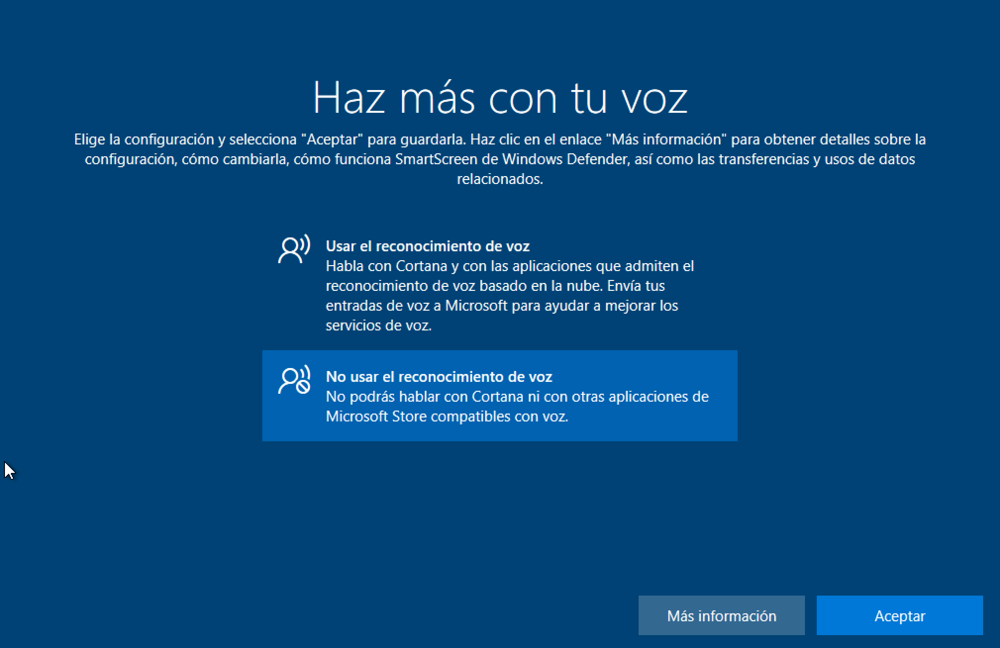 Haz más con tu voz
Elige la configuración y selecciona "Aceptar" para guardarla. Haz clic en el enlace "Más información" para obtener detalles sobre la
configuración, cómo cambiarla, cómo funciona SmartScreen de Windows Defender, así como las transferencias y usos de datos
relacionados.
Usar el reconocimiento de voz
Habla con Cortana y con las aplicaciones que admiten el
reconocimiento de voz basado en la nube. Envía tus
entradas de voz a Microsoft para ayudar a mejorar los
servicios de voz.
No usar el reconocimiento de voz
No podrás hablar con Cortana ni con otras aplicaciones de
Microsoft Store compatibles con voz.
Más información
Aceptar